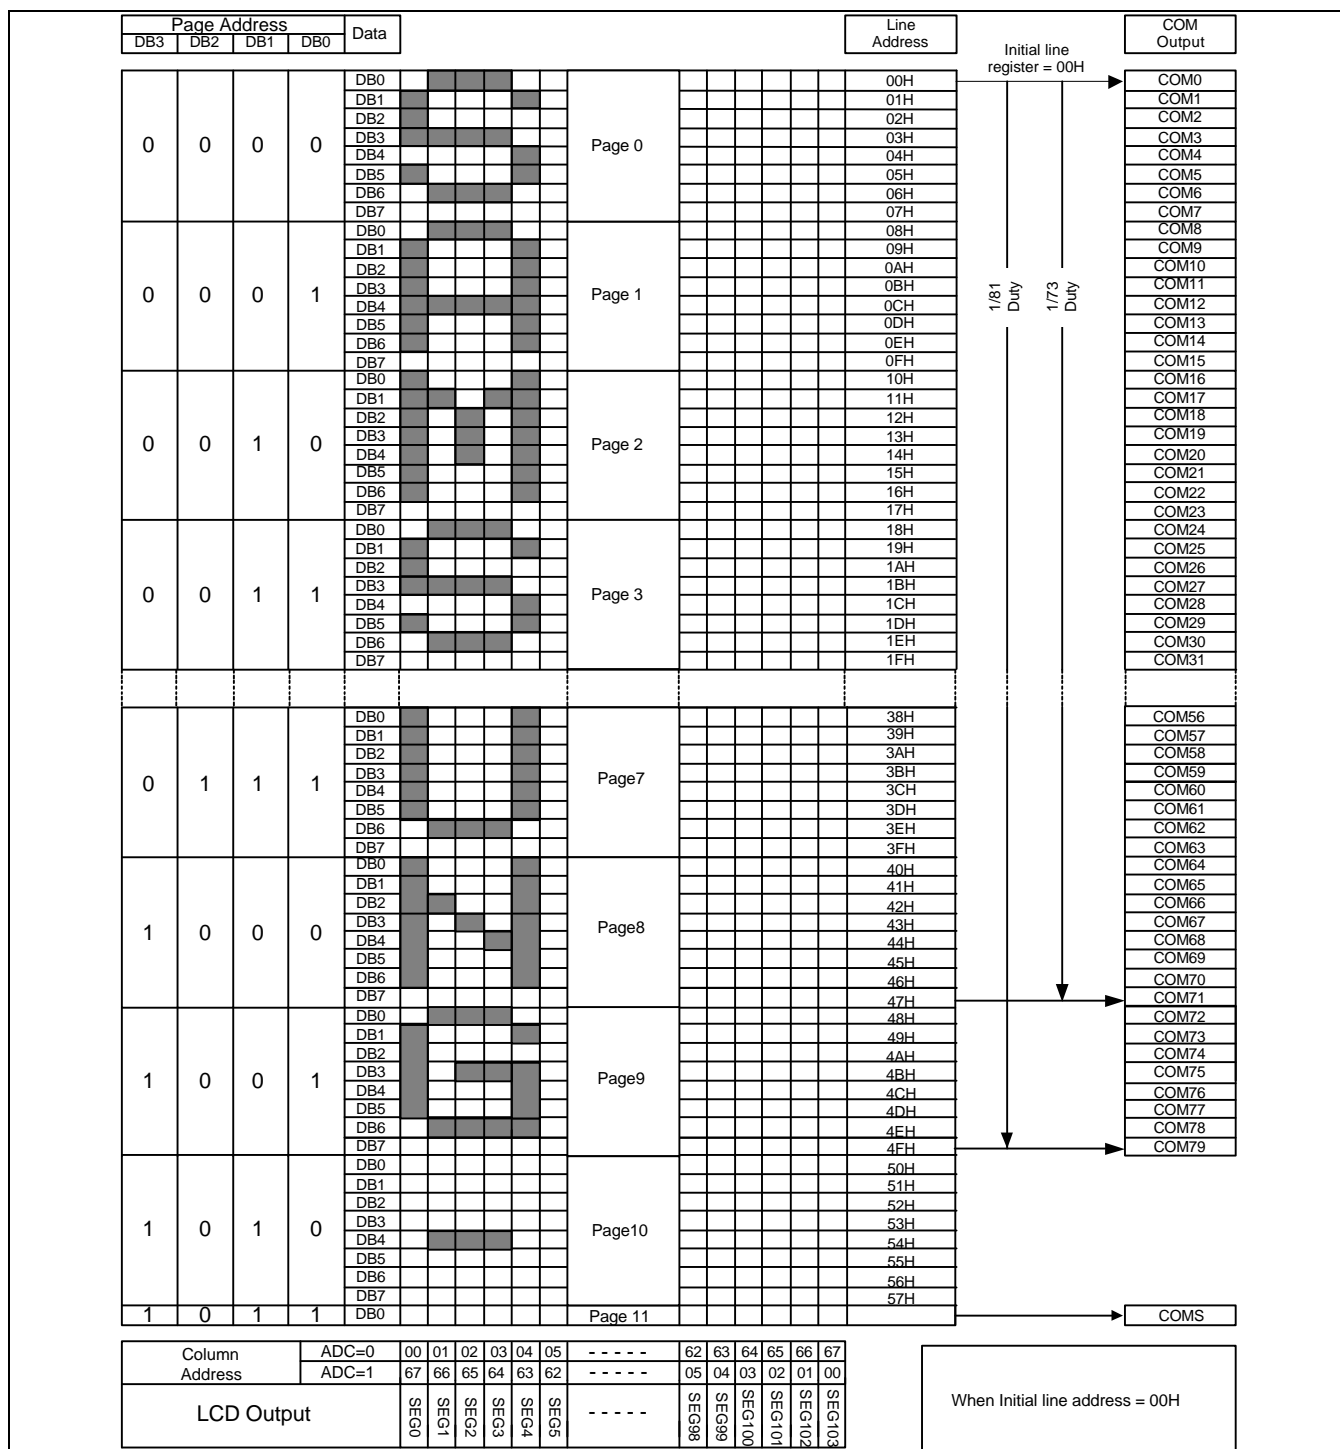 Page Address Data Line Address COM Output
DB3 DB2 DB1 DB0
Initial line
register = 00H
DB0 00H COM0
DB1 01H COM1
DB2 02H COM2
0 0 0 0 DB3 Page 0 03H COM3
DB4 04H COM4
DB5 05H COM5
DB6 06H COM6
DB7 07H COM7
DB0 08H COM8
DB1 09H COM9
DB2 0AH COM10
0 0 0 1 DB3 Page 1 0BH 1/81 Duty 1/73 Duty COM11
DB4 0CH COM12
DB5 0DH COM13
DB6 0EH COM14
DB7 0FH COM15
DB0 10H COM16
DB1 11H COM17
DB2 12H COM18
0 0 1 0 DB3 Page 2 13H COM19
DB4 14H COM20
DB5 15H COM21
DB6 16H COM22
DB7 17H COM23
DB0 18H COM24
DB1 19H COM25
DB2 1AH COM26
0 0 1 1 DB3 Page 3 1BH COM27
DB4 1CH COM28
DB5 1DH COM29
DB6 1EH COM30
DB7 1FH COM31
DB0 38H COM56
DB1 39H COM57
DB2 3AH COM58
0 1 1 1 DB3 Page7 3BH COM59
DB4 3CH COM60
DB5 3DH COM61
DB6 3EH COM62
DB7 3FH COM63
DB0 40H COM64
DB1 41H COM65
DB2 42H COM66
1 0 0 0 DB3 Page8 43H COM67
DB4 44H COM68
DB5 45H COM69
DB6 46H COM70
DB7 47H COM71
DB0 48H COM72
DB1 49H COM73
DB2 4AH COM74
1 0 0 1 DB3 Page9 4BH COM75
DB4 4CH COM76
DB5 4DH COM77
DB6 4EH COM78
DB7 4FH COM79
DB0 50H
DB1 51H
DB2 52H
1 0 1 0 DB3 Page10 53H
DB4 54H
DB5 55H
DB6 56H
DB7 57H
1 0 1 1 DB0 Page 11 COMS
Column Address ADC=0 00 01 02 03 04 05 - - - - - 62 63 64 65 66 67
ADC=1 67 66 65 64 63 62 - - - - - 05 04 03 02 01 00
LCD Output SEG0 SEG1 SEG2 SEG3 SEG4 SEG5 - - - - - SEG98 SEG99 SEG100 SEG101 SEG102 SEG103
When Initial line address = 00H